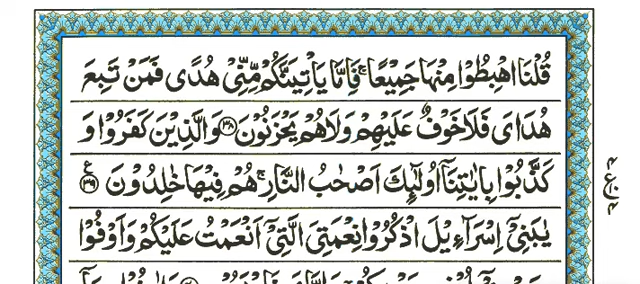 قُلْنَا اهْبِطُوْا مِنْهَا جَمِيْعًا ۚ فَاِمَّا يَاْتِيَنَّكُمْ مِّنِّيْ هُدًى فَمَنْ تَبِعَ
هُدَايَ فَلَا خَوْفٌ عَلَيْهِمْ وَلَا هُمْ يَحْزَنُوْنَ ﴿۳۸﴾ وَالَّذِيْنَ كَفَرُوْا وَ
كَذَّبُوْا بِاٰيٰتِنَاۤ اُولٰٓئِكَ اَصْحٰبُ النَّارِ ۚ هُمْ فِيْهَا خٰلِدُوْنَ ﴿۳۹﴾ ع
يٰبَنِيْۤ اِسْرَآءِيْلَ اذْكُرُوْا نِعْمَتِيَ الَّتِيْۤ اَنْعَمْتُ عَلَيْكُمْ وَاَوْفُوْا